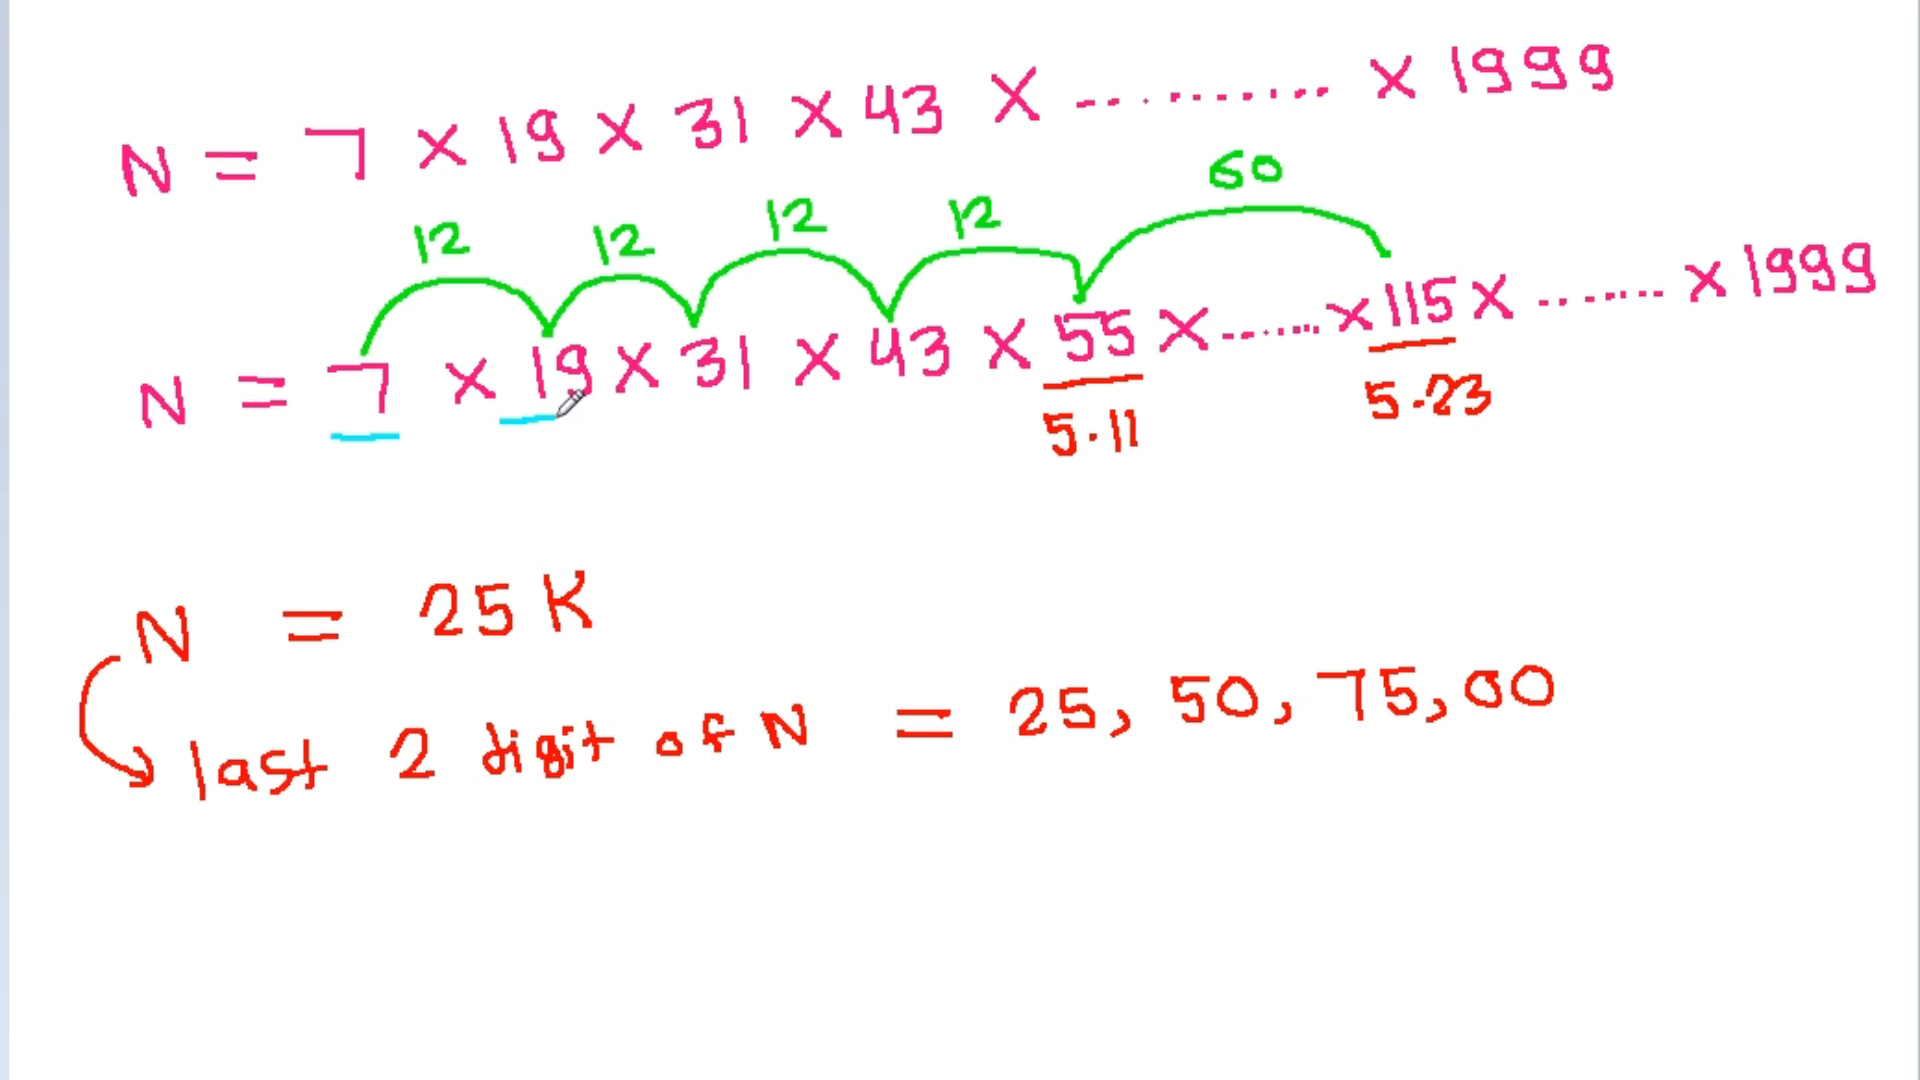 N = 7 × 19 × 31 × 43 × ............ × 1999
12 12 12 12 60
N = 7 × 19 × 31 × 43 × 55 × ....... × 115 × ....... × 1999
5.11 5.23
N = 25 K
last 2 digit of N = 25, 50, 75, 00